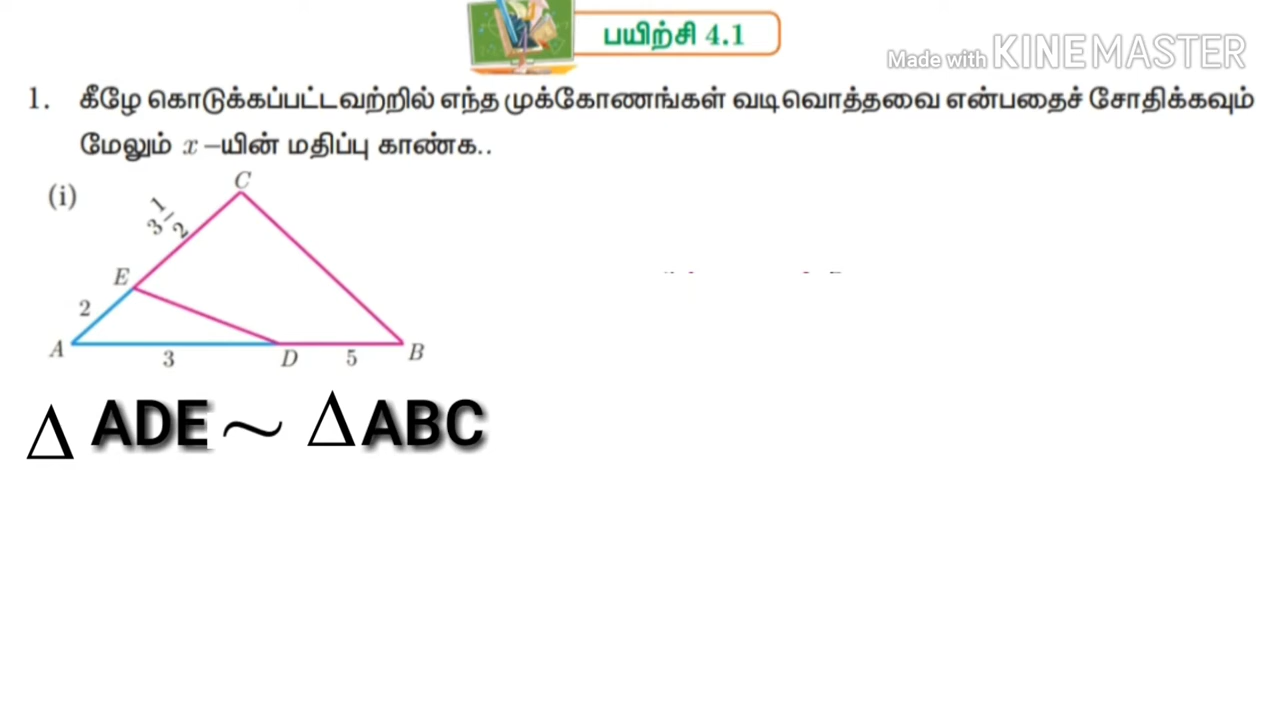 பயிற்சி 4.1
Made with KINEMASTER
1. கீழே கொடுக்கப்பட்டவற்றில் எந்த முக்கோணங்கள் வடிவொத்தவை என்பதைச் சோதிக்கவும்
மேலும் x –யின் மதிப்பு காண்க..
(i)
C
3 1/2
E
2
A
3
D
5
B
Δ ADE ~ ΔABC